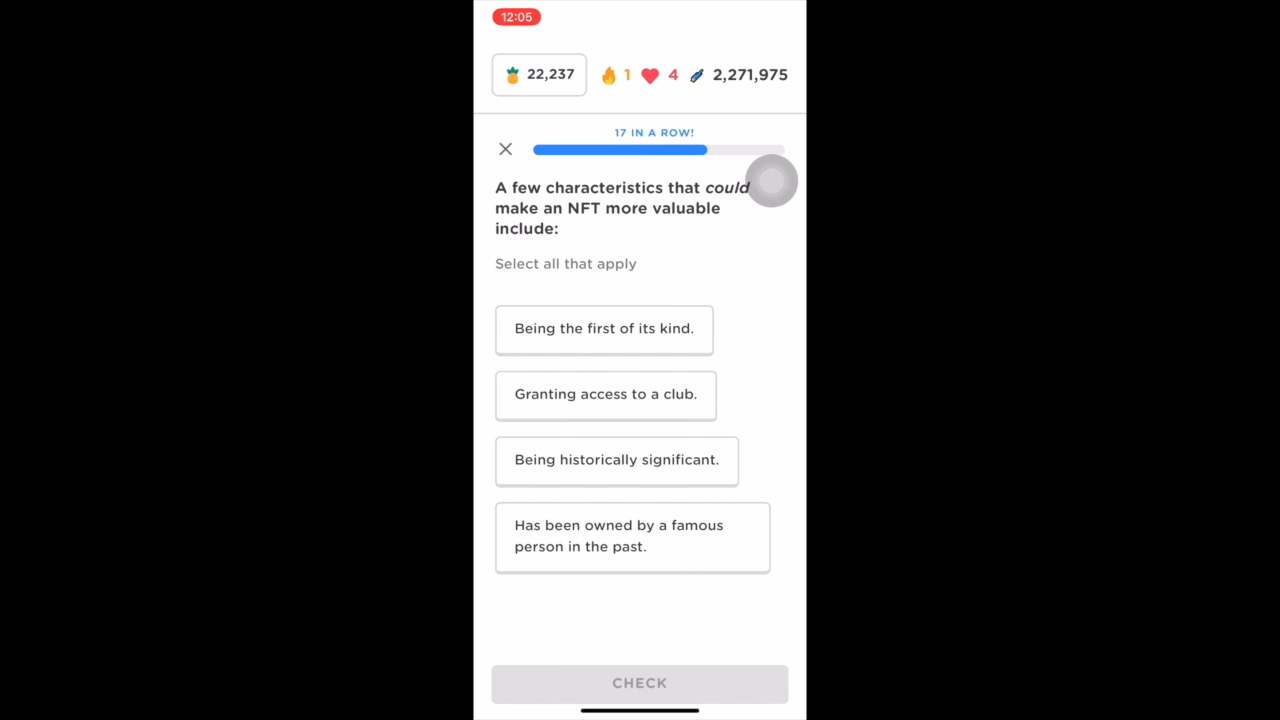 12:05
22,237 1 4 2,271,975
17 IN A ROW!
A few characteristics that could
make an NFT more valuable
include:
Select all that apply
Being the first of its kind.
Granting access to a club.
Being historically significant.
Has been owned by a famous
person in the past.
CHECK